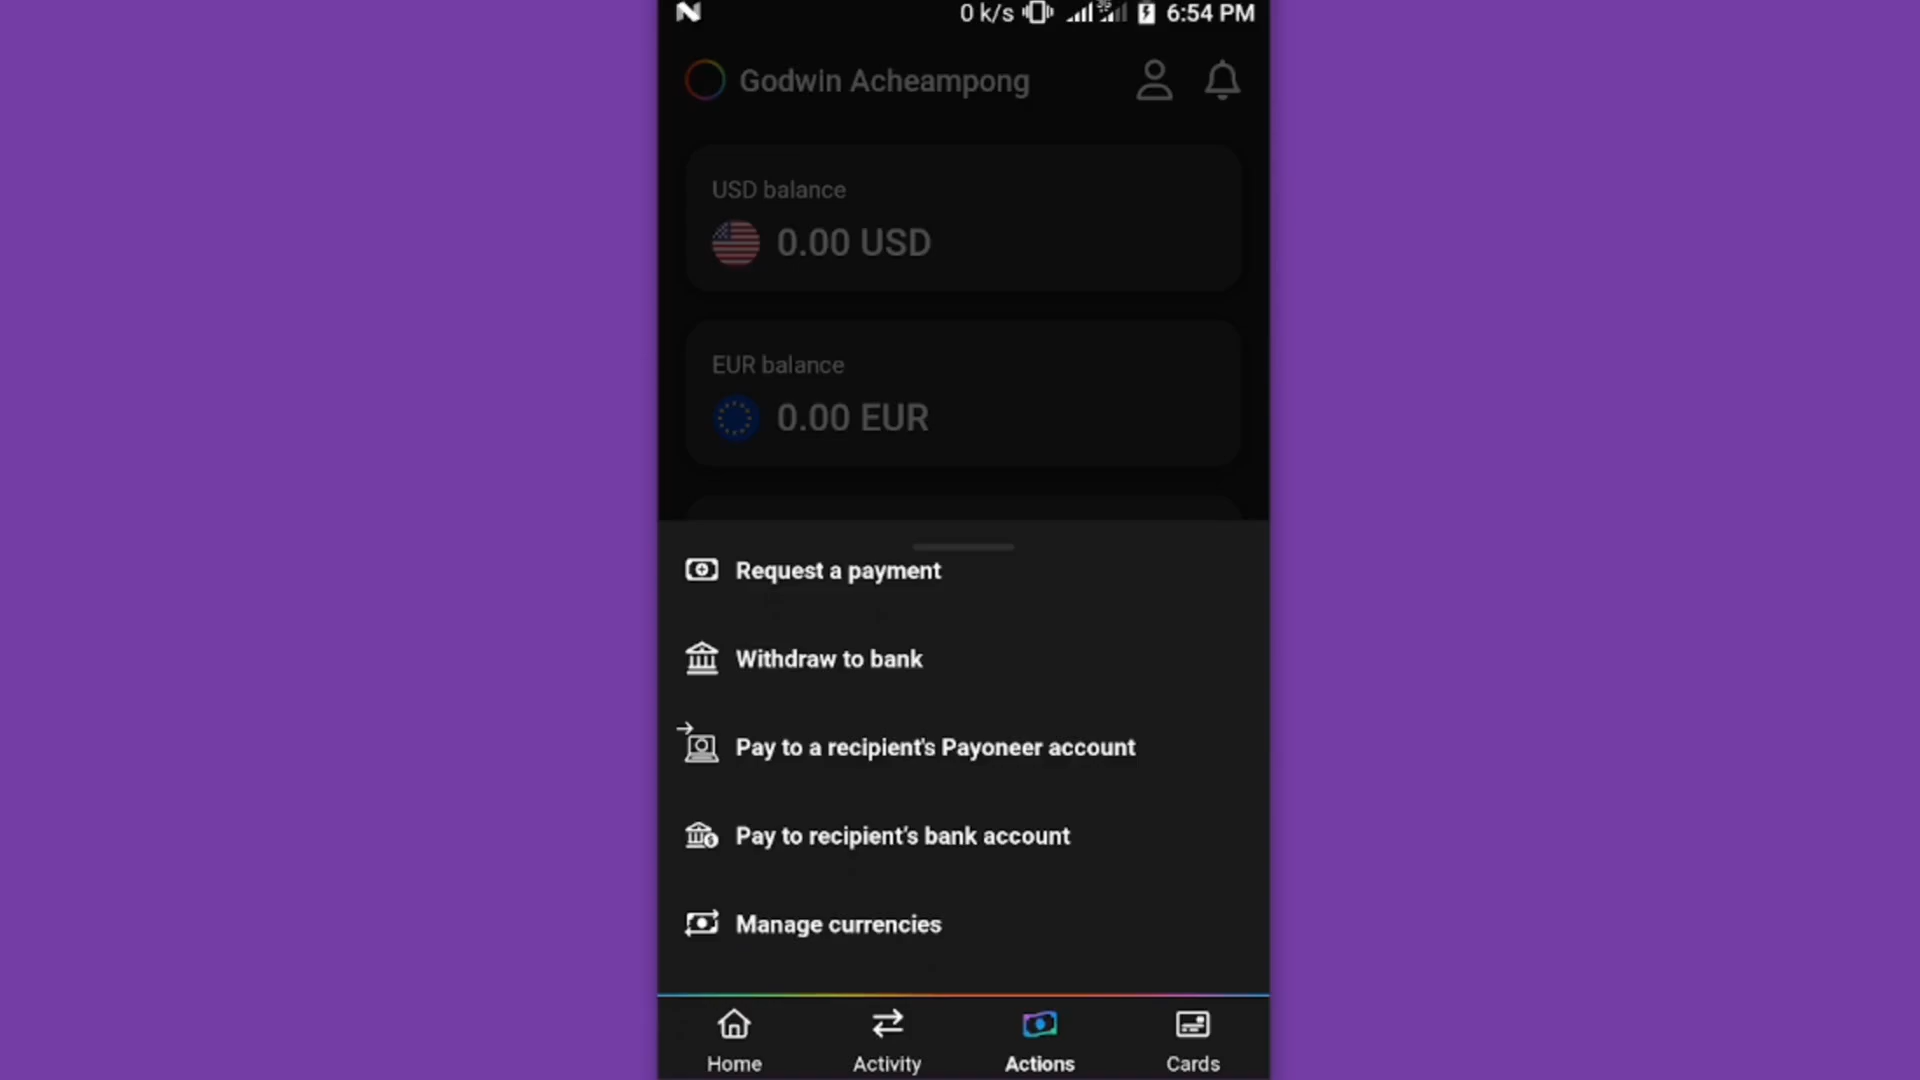 0 k/s 6:54 PM
Godwin Acheampong
USD balance
0.00 USD
EUR balance
0.00 EUR
Request a payment
Withdraw to bank
Pay to a recipient's Payoneer account
Pay to recipient's bank account
Manage currencies
Home Activity Actions Cards